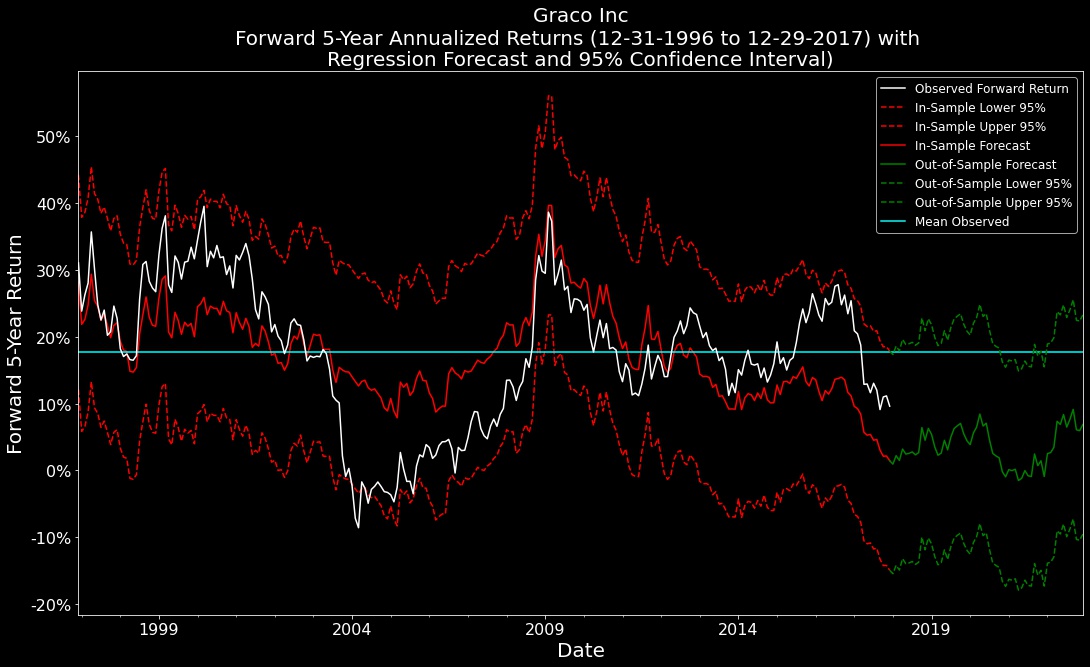 Graco Inc
Forward 5-Year Annualized Returns (12-31-1996 to 12-29-2017) with
Regression Forecast and 95% Confidence Interval)
Observed Forward Return
In-Sample Lower 95%
In-Sample Upper 95%
In-Sample Forecast
Out-of-Sample Forecast
Out-of-Sample Lower 95%
Out-of-Sample Upper 95%
Mean Observed
Forward 5-Year Return
50%
40%
30%
20%
10%
0%
-10%
-20%
1999
2004
2009
2014
2019
Date